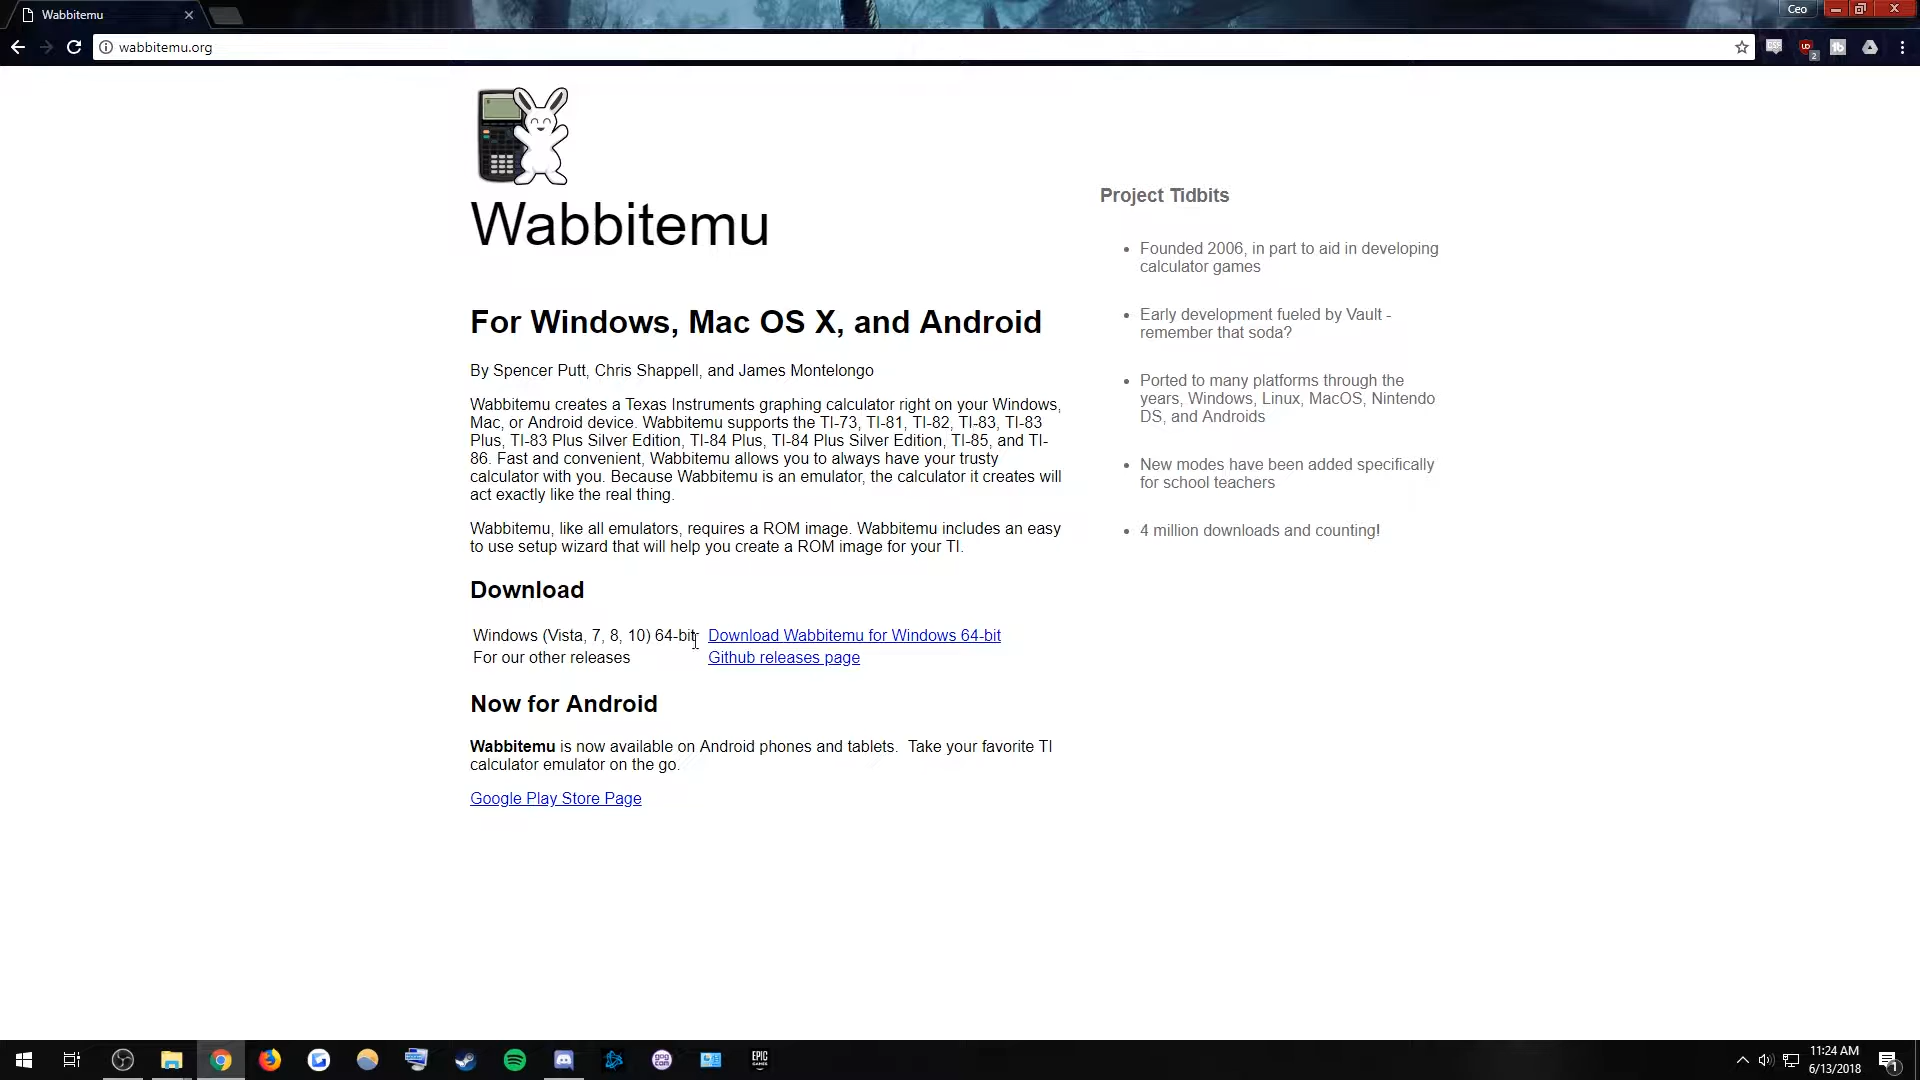 Wabbitemu
Ceo
wabbitemu.org
2
Wabbitemu
For Windows, Mac OS X, and Android
By Spencer Putt, Chris Shappell, and James Montelongo
Wabbitemu creates a Texas Instruments graphing calculator right on your Windows,
Mac, or Android device. Wabbitemu supports the TI-73, TI-81, TI-82, TI-83, TI-83
Plus, TI-83 Plus Silver Edition, TI-84 Plus, TI-84 Plus Silver Edition, TI-85, and TI-
86. Fast and convenient, Wabbitemu allows you to always have your trusty
calculator with you. Because Wabbitemu is an emulator, the calculator it creates will
act exactly like the real thing.
Wabbitemu, like all emulators, requires a ROM image. Wabbitemu includes an easy
to use setup wizard that will help you create a ROM image for your TI.
Download
Windows (Vista, 7, 8, 10) 64-bit Download Wabbitemu for Windows 64-bit
For our other releases Github releases page
Now for Android
Wabbitemu is now available on Android phones and tablets. Take your favorite TI
calculator emulator on the go.
Google Play Store Page
Project Tidbits
• Founded 2006, in part to aid in developing
calculator games
• Early development fueled by Vault -
remember that soda?
• Ported to many platforms through the
years, Windows, Linux, MacOS, Nintendo
DS, and Androids
• New modes have been added specifically
for school teachers
• 4 million downloads and counting!
EPIC
GAMES
11:24 AM
6/13/2018
1